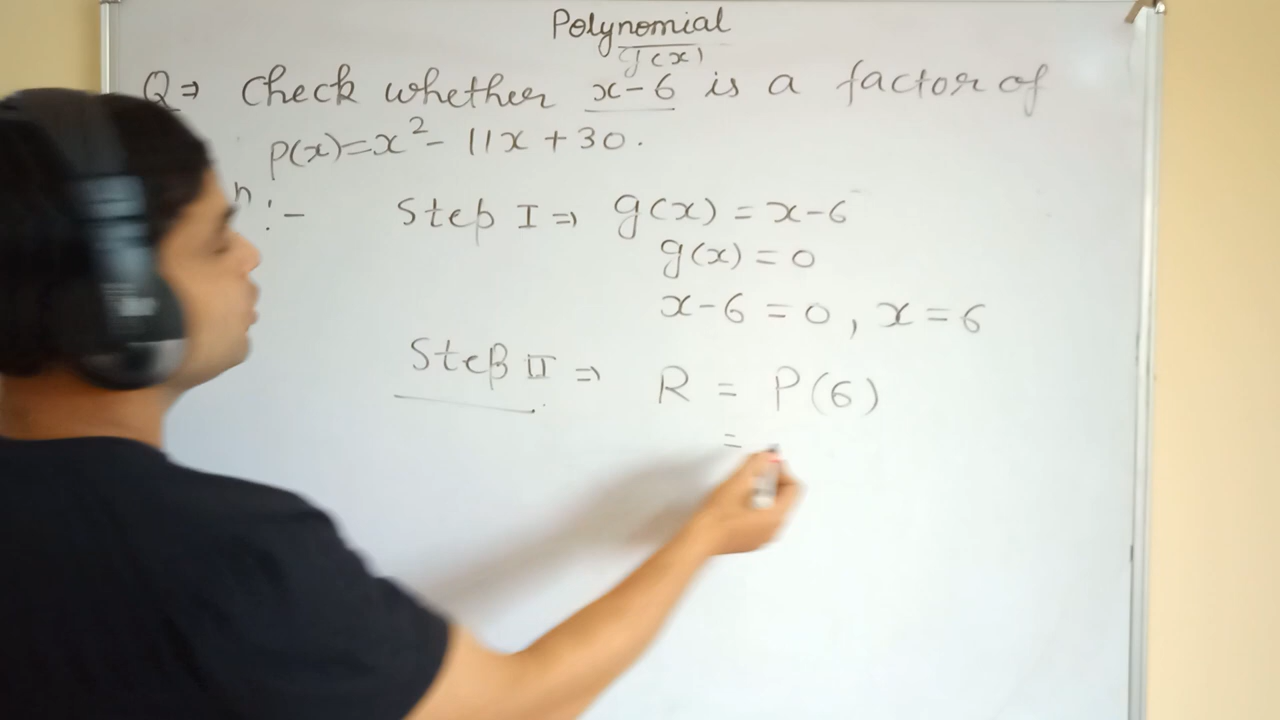 Polynomial
g(x)
Q⇒ Check whether x-6 is a factor of
p(x)=x²- 11x +30.
n :- Step I ⇒ g(x) = x-6
g(x) = 0
x-6 = 0, x = 6
Step II ⇒ R = P(6)
=